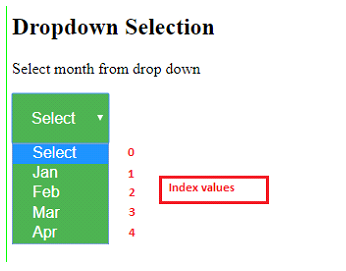 Dropdown Selection
Select month from drop down
Select ▾
Select 0
Jan 1
Feb 2
Index values
Mar 3
Apr 4